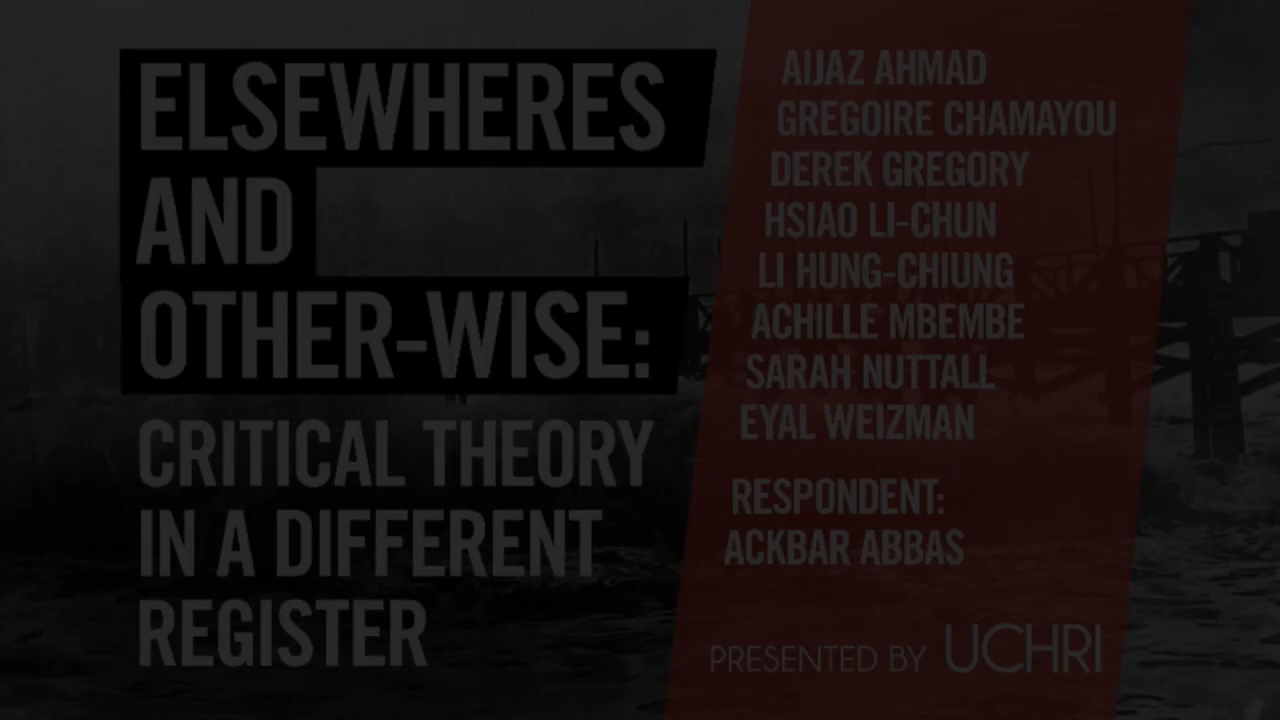 ELSEWHERES
AND
OTHER-WISE:
CRITICAL THEORY
IN A DIFFERENT
REGISTER
AIJAZ AHMAD
GREGOIRE CHAMAYOU
DEREK GREGORY
HSIAO LI-CHUN
LI HUNG-CHIUNG
ACHILLE MBEMBE
SARAH NUTTALL
EYAL WEIZMAN
RESPONDENT:
ACKBAR ABBAS
PRESENTED BY UCHRI